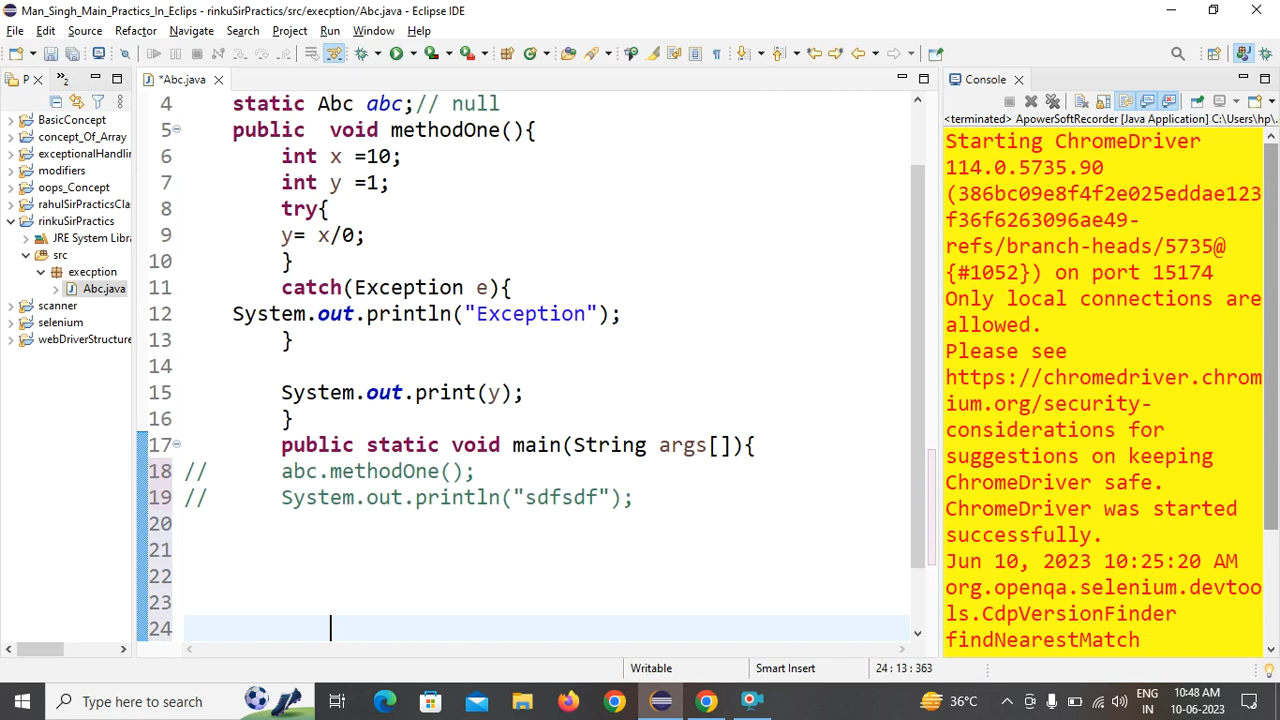 Man_Singh_Main_Practics_In_Eclips - rinkuSirPractics/src/execption/Abc.java - Eclipse IDE
File Edit Source Refactor Navigate Search Project Run Window Help
P
*Abc.java
Console
BasicConcept
concept_Of_Array
exceptionalHandlin
modifiers
oops_Concept
rahulSirPracticsCla
rinkuSirPractics
JRE System Libra
src
execption
Abc.java
scanner
selenium
webDriverStructure
4 static Abc abc;// null
5 public void methodOne(){
6 int x =10;
7 int y =1;
8 try{
9 y= x/0;
10 }
11 catch(Exception e){
12 System.out.println("Exception");
13 }
14
15 System.out.print(y);
16 }
17 public static void main(String args[]){
18 // abc.methodOne();
19 // System.out.println("sdfsdf");
20
21
22
23
24
<terminated> ApowerSoftRecorder [Java Application] C:\Users\hp\.
Starting ChromeDriver
114.0.5735.90
(386bc09e8f4f2e025eddae123
f36f6263096ae49-
refs/branch-heads/5735@
{#1052}) on port 15174
Only local connections are
allowed.
Please see
https://chromedriver.chrom
ium.org/security-
considerations for
suggestions on keeping
ChromeDriver safe.
ChromeDriver was started
successfully.
Jun 10, 2023 10:25:20 AM
org.openqa.selenium.devtoo
ls.CdpVersionFinder
findNearestMatch
Writable Smart Insert 24 : 13 : 363
Type here to search
36°C
ENG
IN
10:48 AM
10-06-2023